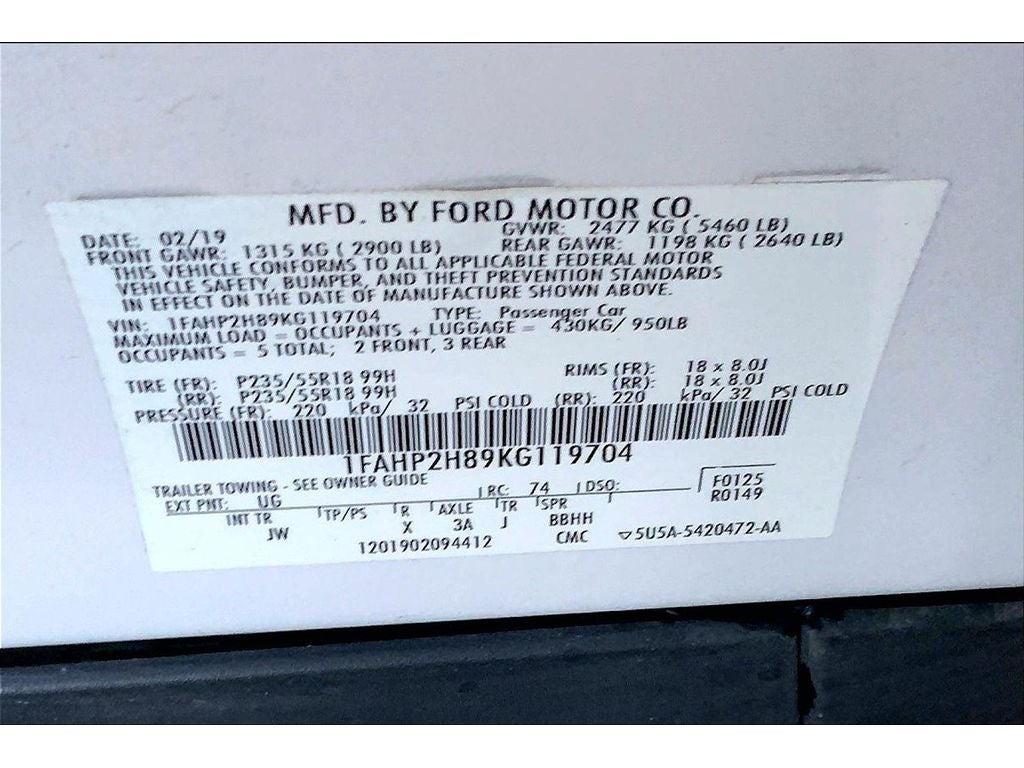 MFD. BY FORD MOTOR CO.
DATE: 02/19 GVWR: 2477 KG ( 5460 LB)
FRONT GAWR: 1315 KG ( 2900 LB) REAR GAWR: 1198 KG ( 2640 LB)
THIS VEHICLE CONFORMS TO ALL APPLICABLE FEDERAL MOTOR
VEHICLE SAFETY, BUMPER, AND THEFT PREVENTION STANDARDS
IN EFFECT ON THE DATE OF MANUFACTURE SHOWN ABOVE.
VIN: 1FAHP2H89KG119704 TYPE: Passenger Car
MAXIMUM LOAD = OCCUPANTS + LUGGAGE = 430KG/ 950LB
OCCUPANTS = 5 TOTAL; 2 FRONT, 3 REAR
TIRE (FR): P235/55R18 99H RIMS (FR): 18 x 8.0J
(RR): P235/55R18 99H (RR): 18 x 8.0J
PRESSURE (FR): 220 kPa/ 32 PSI COLD (RR): 220 kPa/ 32 PSI COLD
1FAHP2H89KG119704
TRAILER TOWING - SEE OWNER GUIDE
EXT PNT: UG RC: 74 DSO: F0125
R0149
INT TR TP/PS R AXLE TR SPR
JW X 3A J BBHH
1201902094412 CMC ▽5U5A-5420472-AA